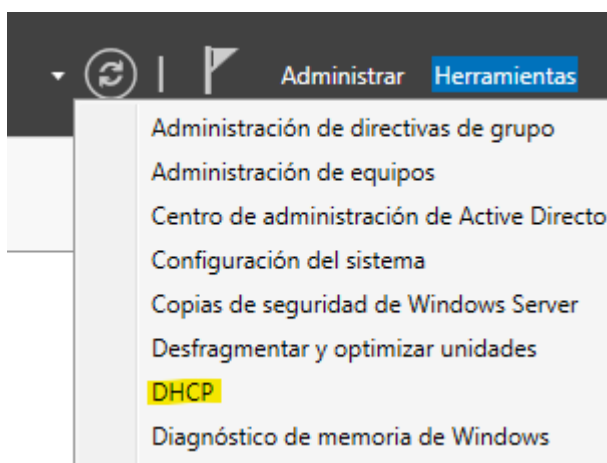 Administrar Herramientas
Administración de directivas de grupo
Administración de equipos
Centro de administración de Active Directo
Configuración del sistema
Copias de seguridad de Windows Server
Desfragmentar y optimizar unidades
DHCP
Diagnóstico de memoria de Windows